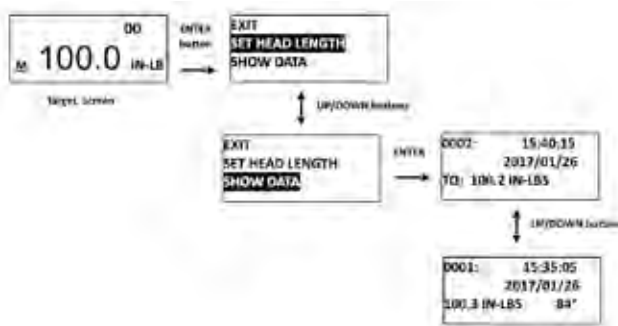 00
M 100.0 IN-LB
Target Screen
ENTER
button
EXIT
SET HEAD LENGTH
SHOW DATA
UP/DOWN buttons
EXIT
SET HEAD LENGTH
SHOW DATA
ENTER
0002: 15:40:15
2017/01/26
TQ: 100.2 IN-LBS
UP/DOWN buttons
0001: 15:35:05
2017/01/26
100.3 IN-LBS 84°